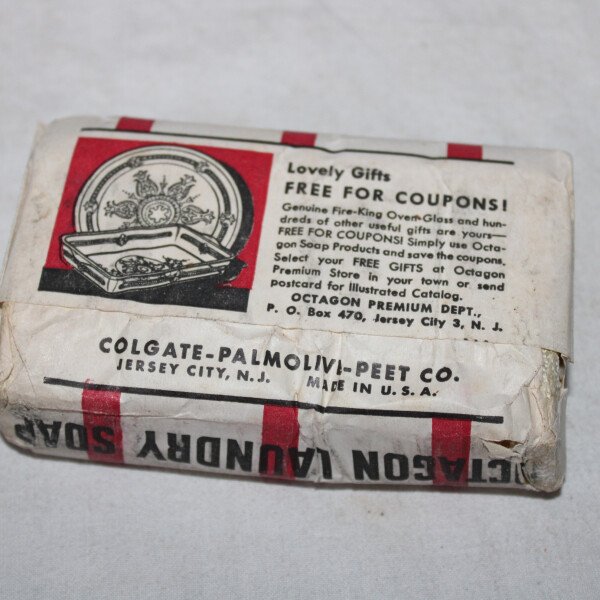 Lovely Gifts
FREE FOR COUPONS!
Genuine Fire-King Oven Glass and hun-
dreds of other useful gifts are yours—
FREE FOR COUPONS! Simply use Octa-
gon Soap Products and save the coupons.
Select your FREE GIFTS at Octagon
Premium Store in your town or send
postcard for Illustrated Catalog.
OCTAGON PREMIUM DEPT.,
P. O. Box 470, Jersey City 3, N. J.
COLGATE-PALMOLIVE-PEET CO.
JERSEY CITY, N. J. MADE IN U. S. A.
OCTAGON LAUNDRY SOAP